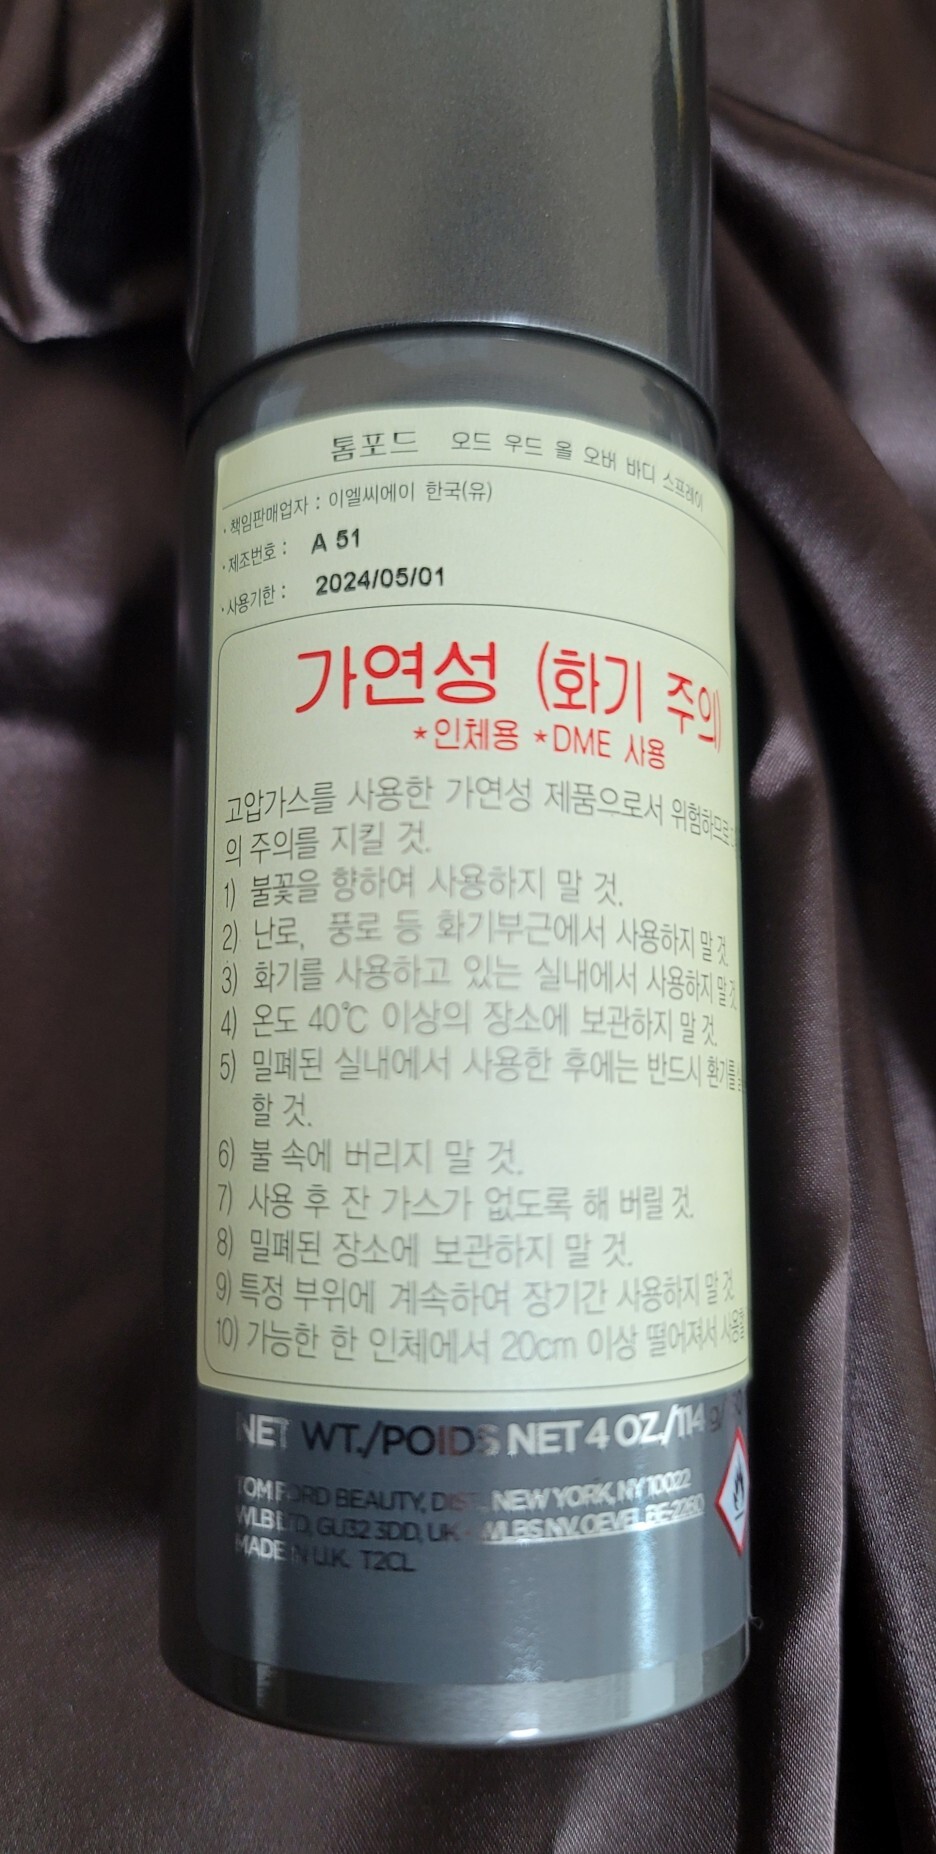 톰포드 오드 우드 올 오버 바디 스프레이
· 책임판매업자 : 이엘씨에이 한국(유)
· 제조번호 : A 51
· 사용기한 : 2024/05/01
가연성 (화기 주의)
*인체용 *DME 사용
고압가스를 사용한 가연성 제품으로서 위험하므로
의 주의를 지킬 것.
1) 불꽃을 향하여 사용하지 말 것.
2) 난로, 풍로 등 화기부근에서 사용하지 말 것.
3) 화기를 사용하고 있는 실내에서 사용하지 말 것
4) 온도 40℃ 이상의 장소에 보관하지 말 것.
5) 밀폐된 실내에서 사용한 후에는 반드시 환기를
할 것.
6) 불 속에 버리지 말 것.
7) 사용 후 잔 가스가 없도록 해 버릴 것.
8) 밀폐된 장소에 보관하지 말 것.
9) 특정 부위에 계속하여 장기간 사용하지 말 것
10) 가능한 한 인체에서 20cm 이상 떨어져서
NET WT./POIDS NET 4 OZ./114 g/
TOM FORD BEAUTY, DIST. NEW YORK, NY 10022
WLB LTD, GU32 3DD, UK - WLBS NV. OEVEL BE-2260
MADE IN U.K. T2CL